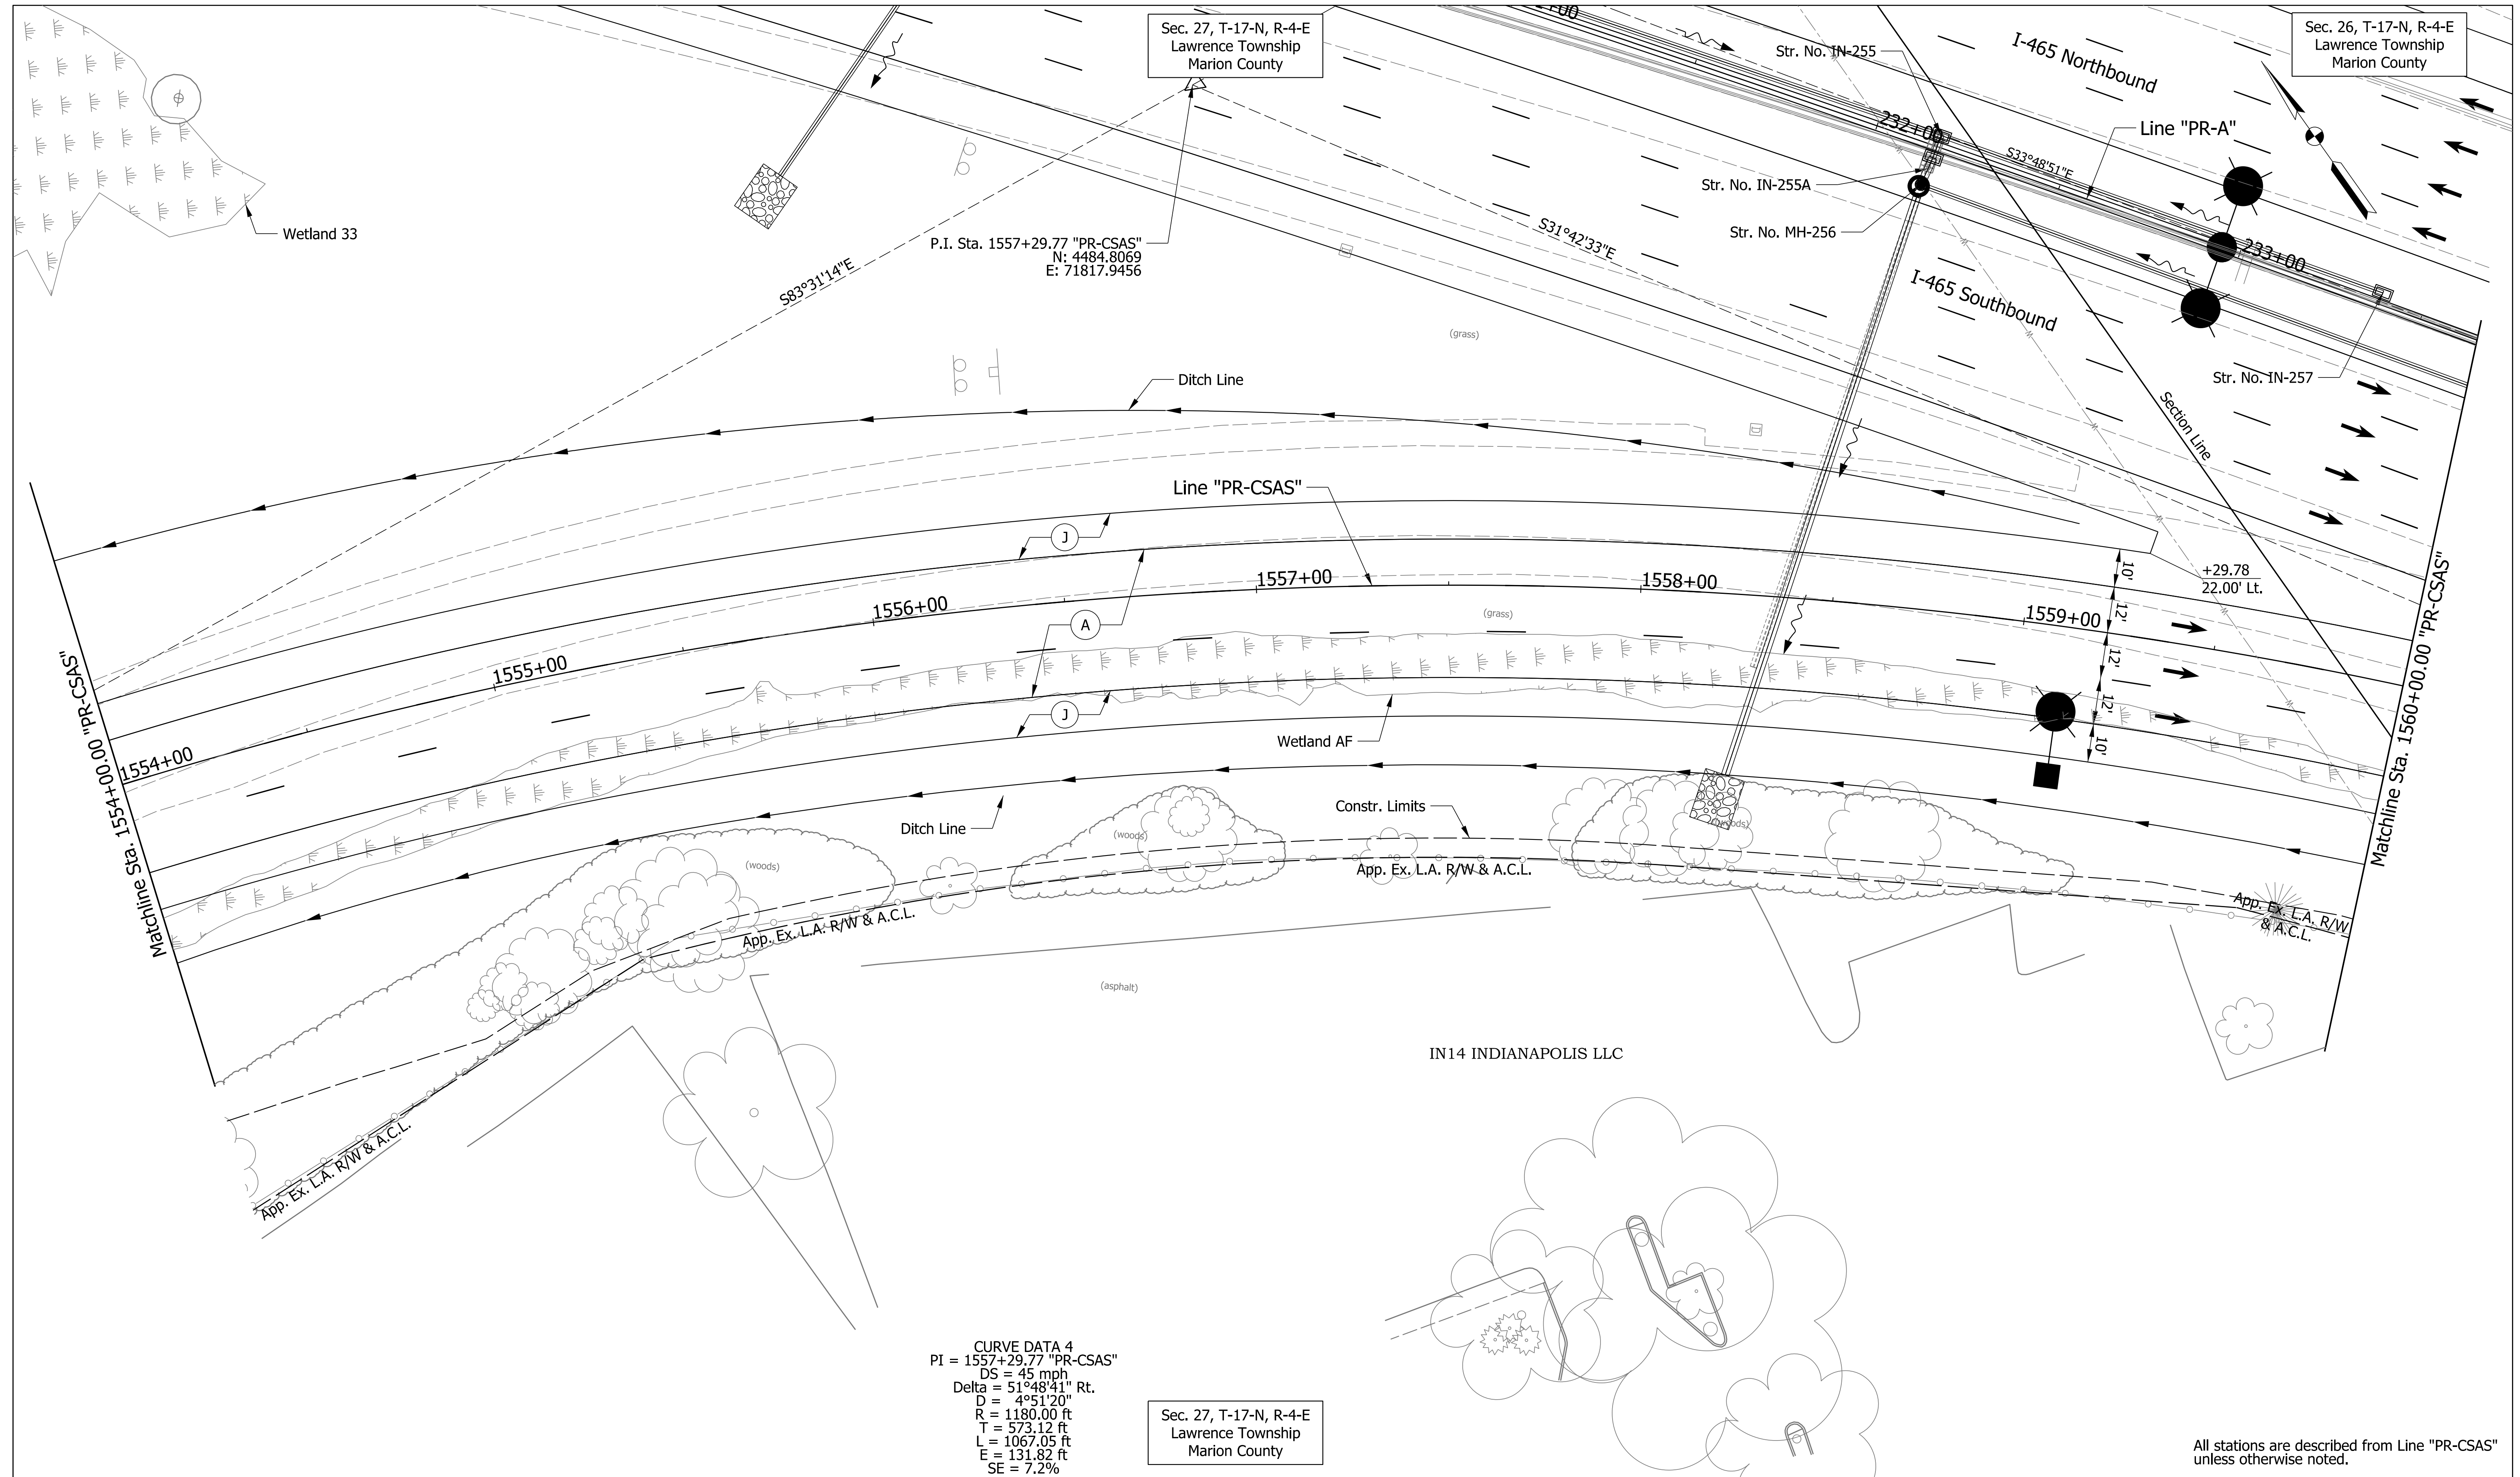 Sec. 27, T-17-N, R-4-E
Lawrence Township
Marion County
+00
Str. No. IN-255
I-465 Northbound
Sec. 26, T-17-N, R-4-E
Lawrence Township
Marion County
232+00
Line "PR-A"
S33°48'51"E
Str. No. IN-255A
Str. No. MH-256
Wetland 33
P.I. Sta. 1557+29.77 "PR-CSAS"
N: 4484.8069
E: 71817.9456
S83°31'14"E
S31°42'33"E
233+00
I-465 Southbound
(grass)
Ditch Line
Str. No. IN-257
Section Line
Line "PR-CSAS"
J
A
J
1554+00
1555+00
1556+00
1557+00
1558+00
1559+00
10'
12'
12'
12'
10'
+29.78
22.00' Lt.
(grass)
Matchline Sta. 1554+00.00 "PR-CSAS"
Matchline Sta. 1560+00.00 "PR-CSAS"
Wetland AF
Ditch Line
Constr. Limits
(woods)
(woods)
(woods)
App. Ex. L.A. R/W & A.C.L.
App. Ex. L.A. R/W & A.C.L.
App. Ex. L.A. R/W
& A.C.L.
App. Ex. L.A. R/W & A.C.L.
(asphalt)
IN14 INDIANAPOLIS LLC
CURVE DATA 4
PI = 1557+29.77 "PR-CSAS"
DS = 45 mph
Delta = 51°48'41" Rt.
D = 4°51'20"
R = 1180.00 ft
T = 573.12 ft
L = 1067.05 ft
E = 131.82 ft
SE = 7.2%
Sec. 27, T-17-N, R-4-E
Lawrence Township
Marion County
All stations are described from Line "PR-CSAS"
unless otherwise noted.